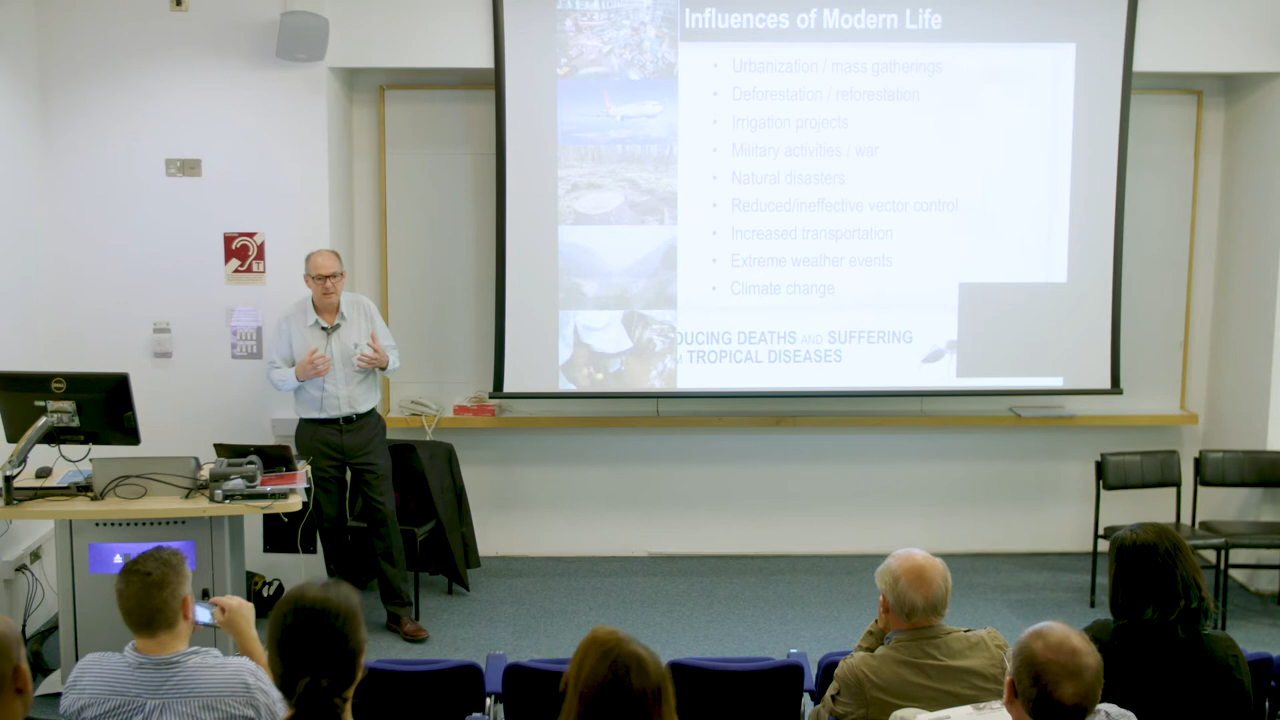 Influences of Modern Life
• Urbanization / mass gatherings
• Deforestation / reforestation
• Irrigation projects
• Military activities / war
• Natural disasters
• Reduced/ineffective vector control
• Increased transportation
• Extreme weather events
• Climate change
DUCING DEATHS AND SUFFERING
TROPICAL DISEASES
T
DELL